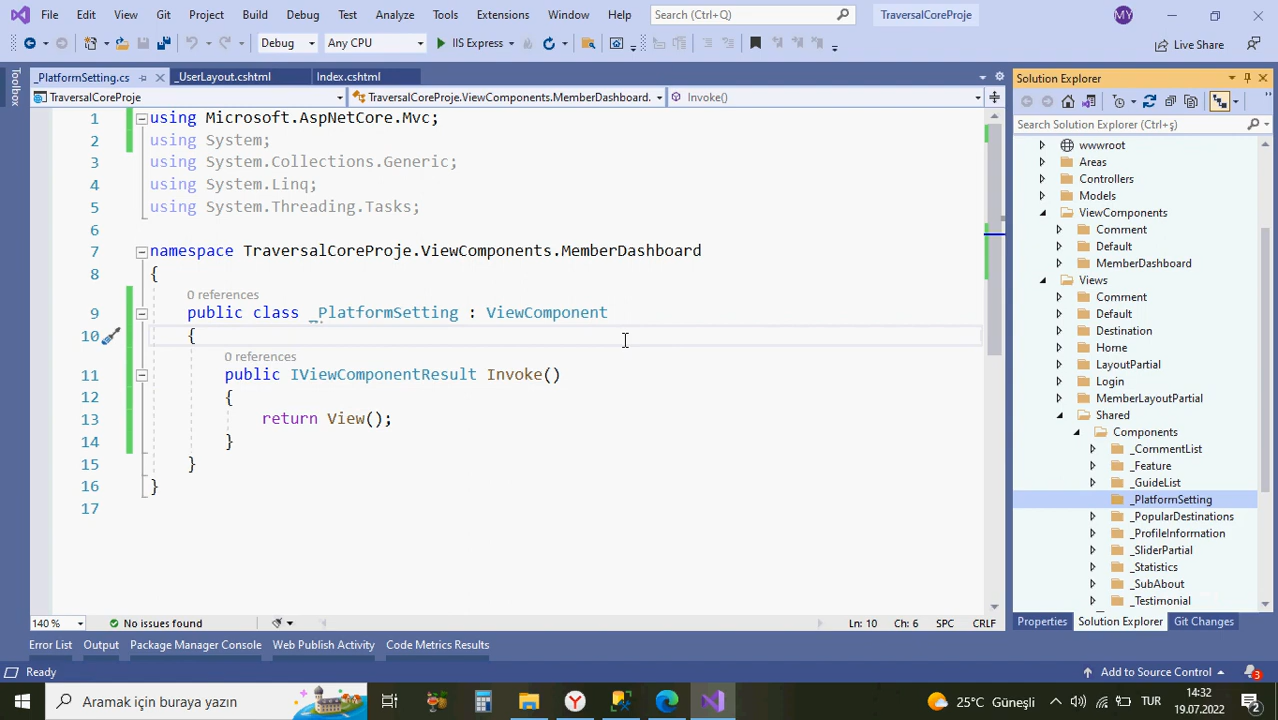 File Edit View Git Project Build Debug Test Analyze Tools Extensions Window Help Search (Ctrl+Q) TraversalCoreProje MY
Debug Any CPU IIS Express Live Share
Toolbox
_PlatformSetting.cs _UserLayout.cshtml Index.cshtml
TraversalCoreProje TraversalCoreProje.ViewComponents.MemberDashboard. Invoke()
1 using Microsoft.AspNetCore.Mvc;
2 using System;
3 using System.Collections.Generic;
4 using System.Linq;
5 using System.Threading.Tasks;
6
7 namespace TraversalCoreProje.ViewComponents.MemberDashboard
8 {
0 references
9 public class _PlatformSetting : ViewComponent
10 {
0 references
11 public IViewComponentResult Invoke()
12 {
13 return View();
14 }
15 }
16 }
17
140 % No issues found Ln: 10 Ch: 6 SPC CRLF
Solution Explorer
Search Solution Explorer (Ctrl+ş)
wwwroot
Areas
Controllers
Models
ViewComponents
Comment
Default
MemberDashboard
Views
Comment
Default
Destination
Home
LayoutPartial
Login
MemberLayoutPartial
Shared
Components
_CommentList
_Feature
_GuideList
_PlatformSetting
_PopularDestinations
_ProfileInformation
_SliderPartial
_Statistics
_SubAbout
_Testimonial
Properties Solution Explorer Git Changes
Error List Output Package Manager Console Web Publish Activity Code Metrics Results
Ready Add to Source Control 3
Aramak için buraya yazın 25°C Güneşli TUR 14:32 19.07.2022 2